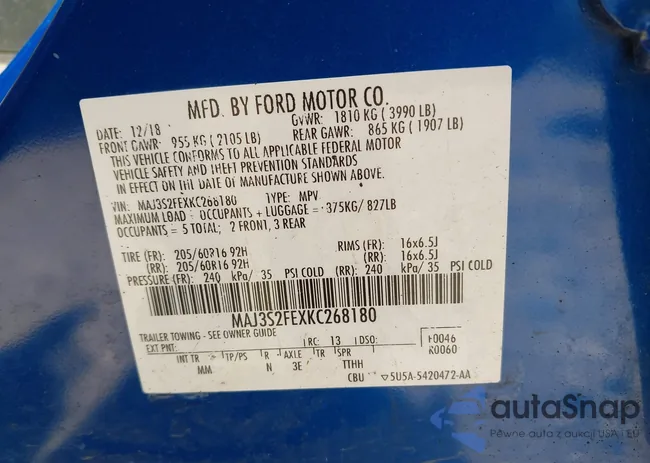 MFD. BY FORD MOTOR CO.
DATE: 12/18 GVWR: 1810 KG (3990 LB)
FRONT GAWR: 955 KG (2105 LB) REAR GAWR: 865 KG (1907 LB)
THIS VEHICLE CONFORMS TO ALL APPLICABLE FEDERAL MOTOR
VEHICLE SAFETY AND THEFT PREVENTION STANDARDS
IN EFFECT ON THE DATE OF MANUFACTURE SHOWN ABOVE.
VIN: MAJ3S2FEXKC268180 TYPE: MPV
MAXIMUM LOAD : OCCUPANTS + LUGGAGE = 375KG/ 827LB
OCCUPANTS = 5 TOTAL; 2 FRONT, 3 REAR
TIRE (FR): 205/60R16 92H RIMS (FR): 16x6.5J
(RR): 205/60R16 92H (RR): 16x6.5J
PRESSURE (FR): 240 kPa/ 35 PSI COLD (RR): 240 kPa/ 35 PSI COLD
MAJ3S2FEXKC268180
TRAILER TOWING - SEE OWNER GUIDE
EXT PNT: RC: 13 DSO: F0046
R0060
INT TR TP/PS R AXLE TR SPR
MM N 3E TTHH
CBU 5U5A-5420472-AA
autoSnap
Pewne auto z aukcji USA i EU